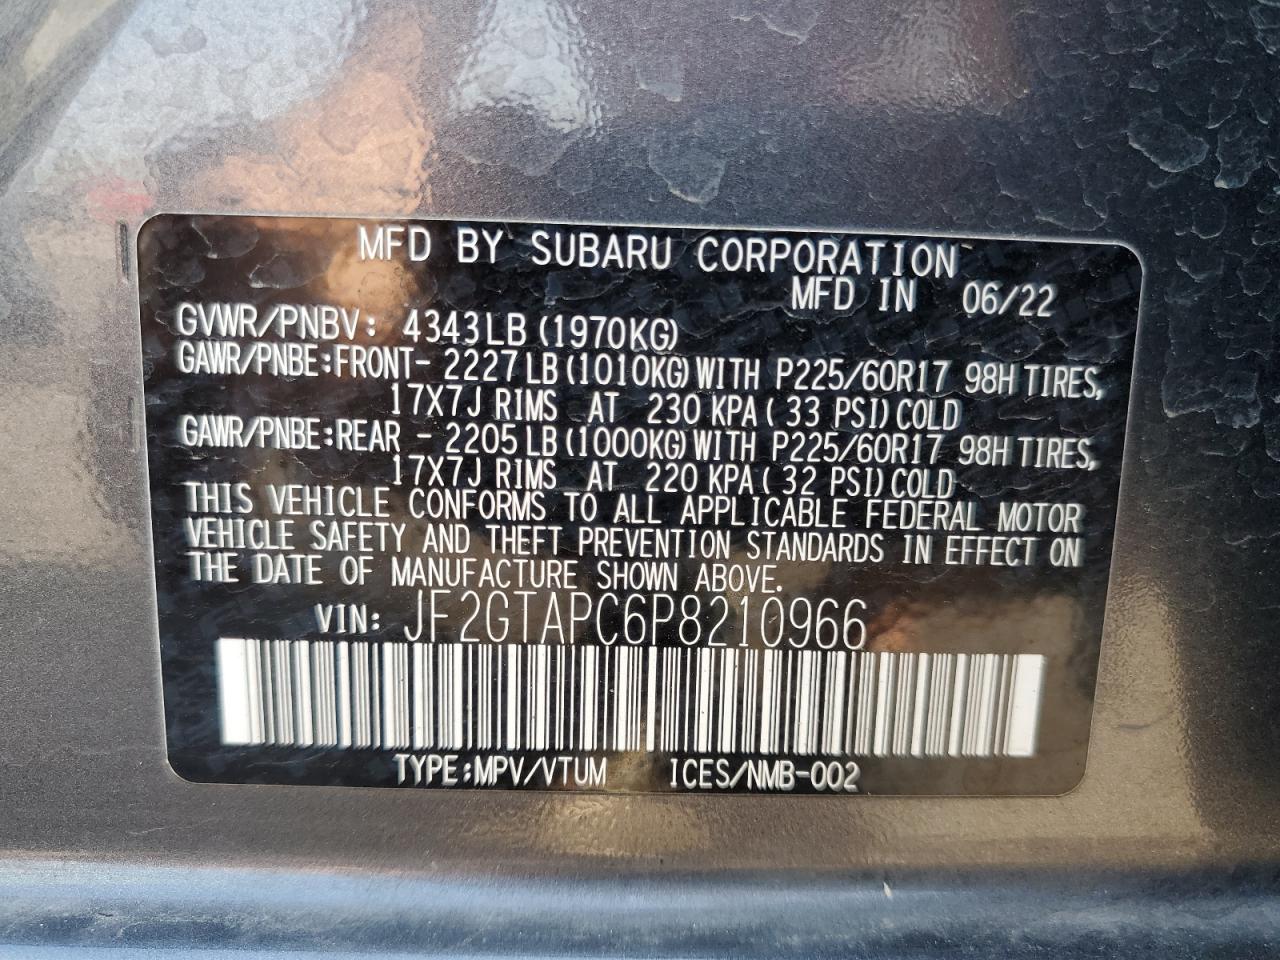 MFD BY SUBARU CORPORATION
MFD IN 06/22
GVWR/PNBV: 4343LB (1970KG)
GAWR/PNBE:FRONT- 2227LB(1010KG)WITH P225/60R17 98H TIRES,
17X7J RIMS AT 230 KPA( 33 PSI)COLD
GAWR/PNBE:REAR - 2205LB(1000KG)WITH P225/60R17 98H TIRES,
17X7J RIMS AT 220 KPA( 32 PSI)COLD
THIS VEHICLE CONFORMS TO ALL APPLICABLE FEDERAL MOTOR
VEHICLE SAFETY AND THEFT PREVENTION STANDARDS IN EFFECT ON
THE DATE OF MANUFACTURE SHOWN ABOVE.
VIN: JF2GTAPC6P8210966
TYPE:MPV/VTUM ICES/NMB-002